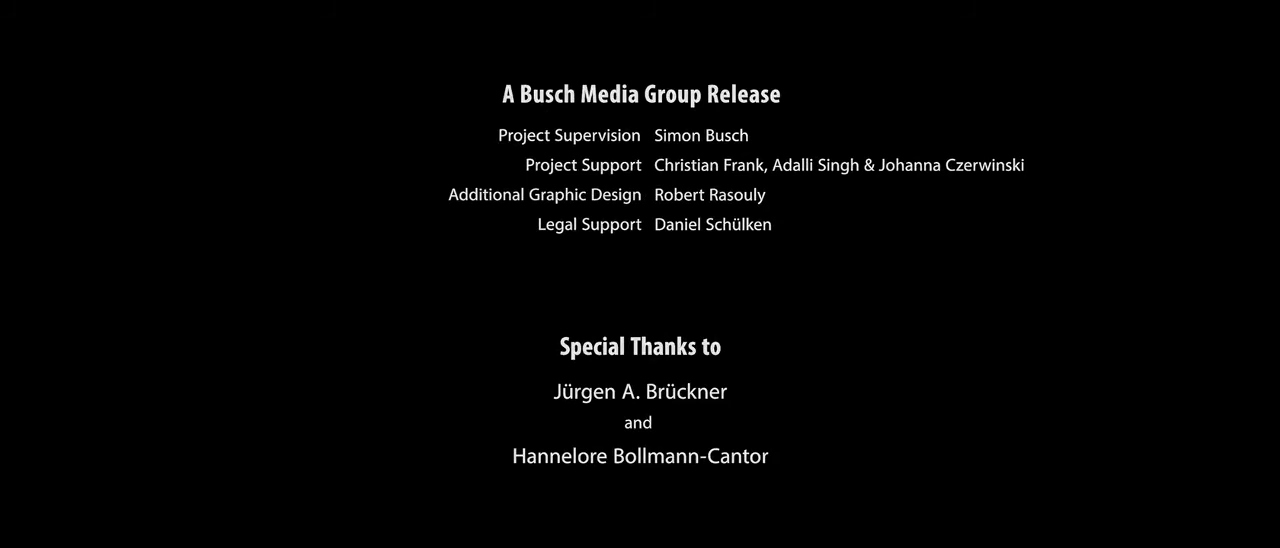 A Busch Media Group Release
Project Supervision Simon Busch
Project Support Christian Frank, Adalli Singh & Johanna Czerwinski
Additional Graphic Design Robert Rasouly
Legal Support Daniel Schülken
Special Thanks to
Jürgen A. Brückner
and
Hannelore Bollmann-Cantor